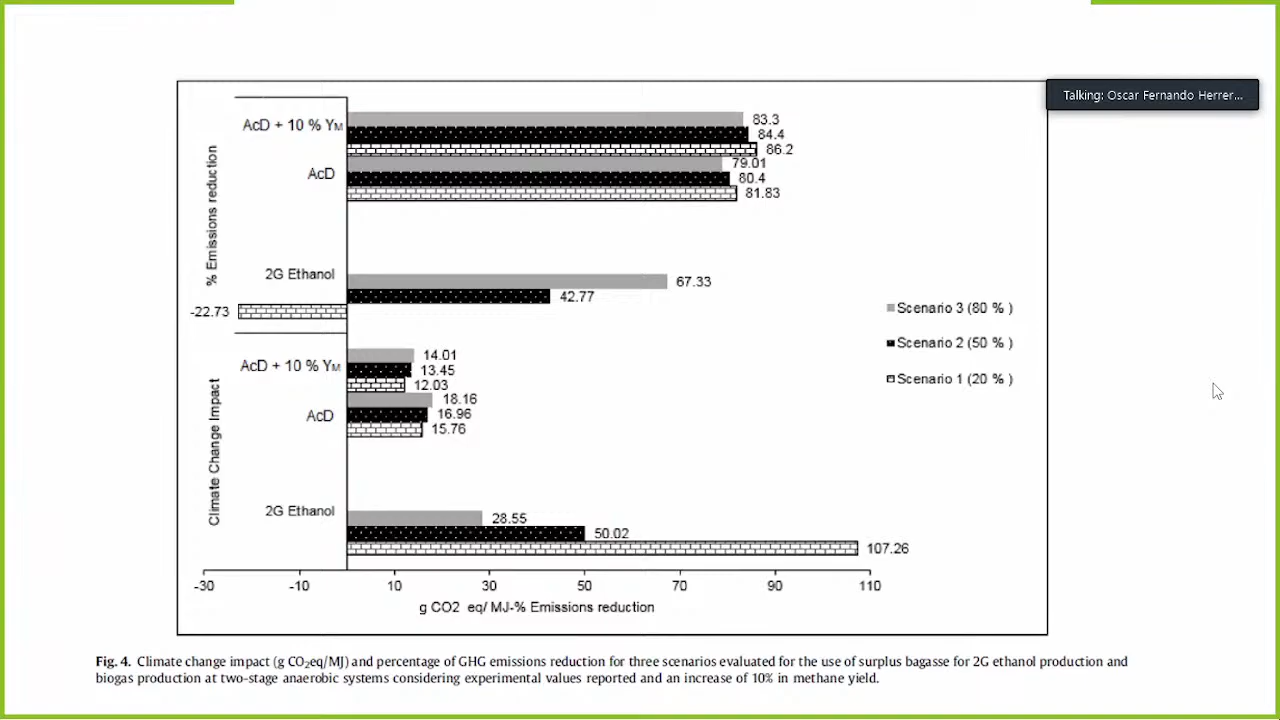 Talking: Oscar Fernando Herrer...
% Emissions reduction
AcD + 10 % YM
83.3
84.4
86.2
AcD
79.01
80.4
81.83
2G Ethanol
67.33
42.77
-22.73
Climate Change Impact
AcD + 10 % YM
14.01
13.45
12.03
AcD
18.16
16.96
15.76
2G Ethanol
28.55
50.02
107.26
Scenario 3 (80 % )
Scenario 2 (50 % )
Scenario 1 (20 % )
-30 -10 10 30 50 70 90 110
g CO2 eq/ MJ-% Emissions reduction
Fig. 4. Climate change impact (g CO₂eq/MJ) and percentage of GHG emissions reduction for three scenarios evaluated for the use of surplus bagasse for 2G ethanol production and
biogas production at two-stage anaerobic systems considering experimental values reported and an increase of 10% in methane yield.